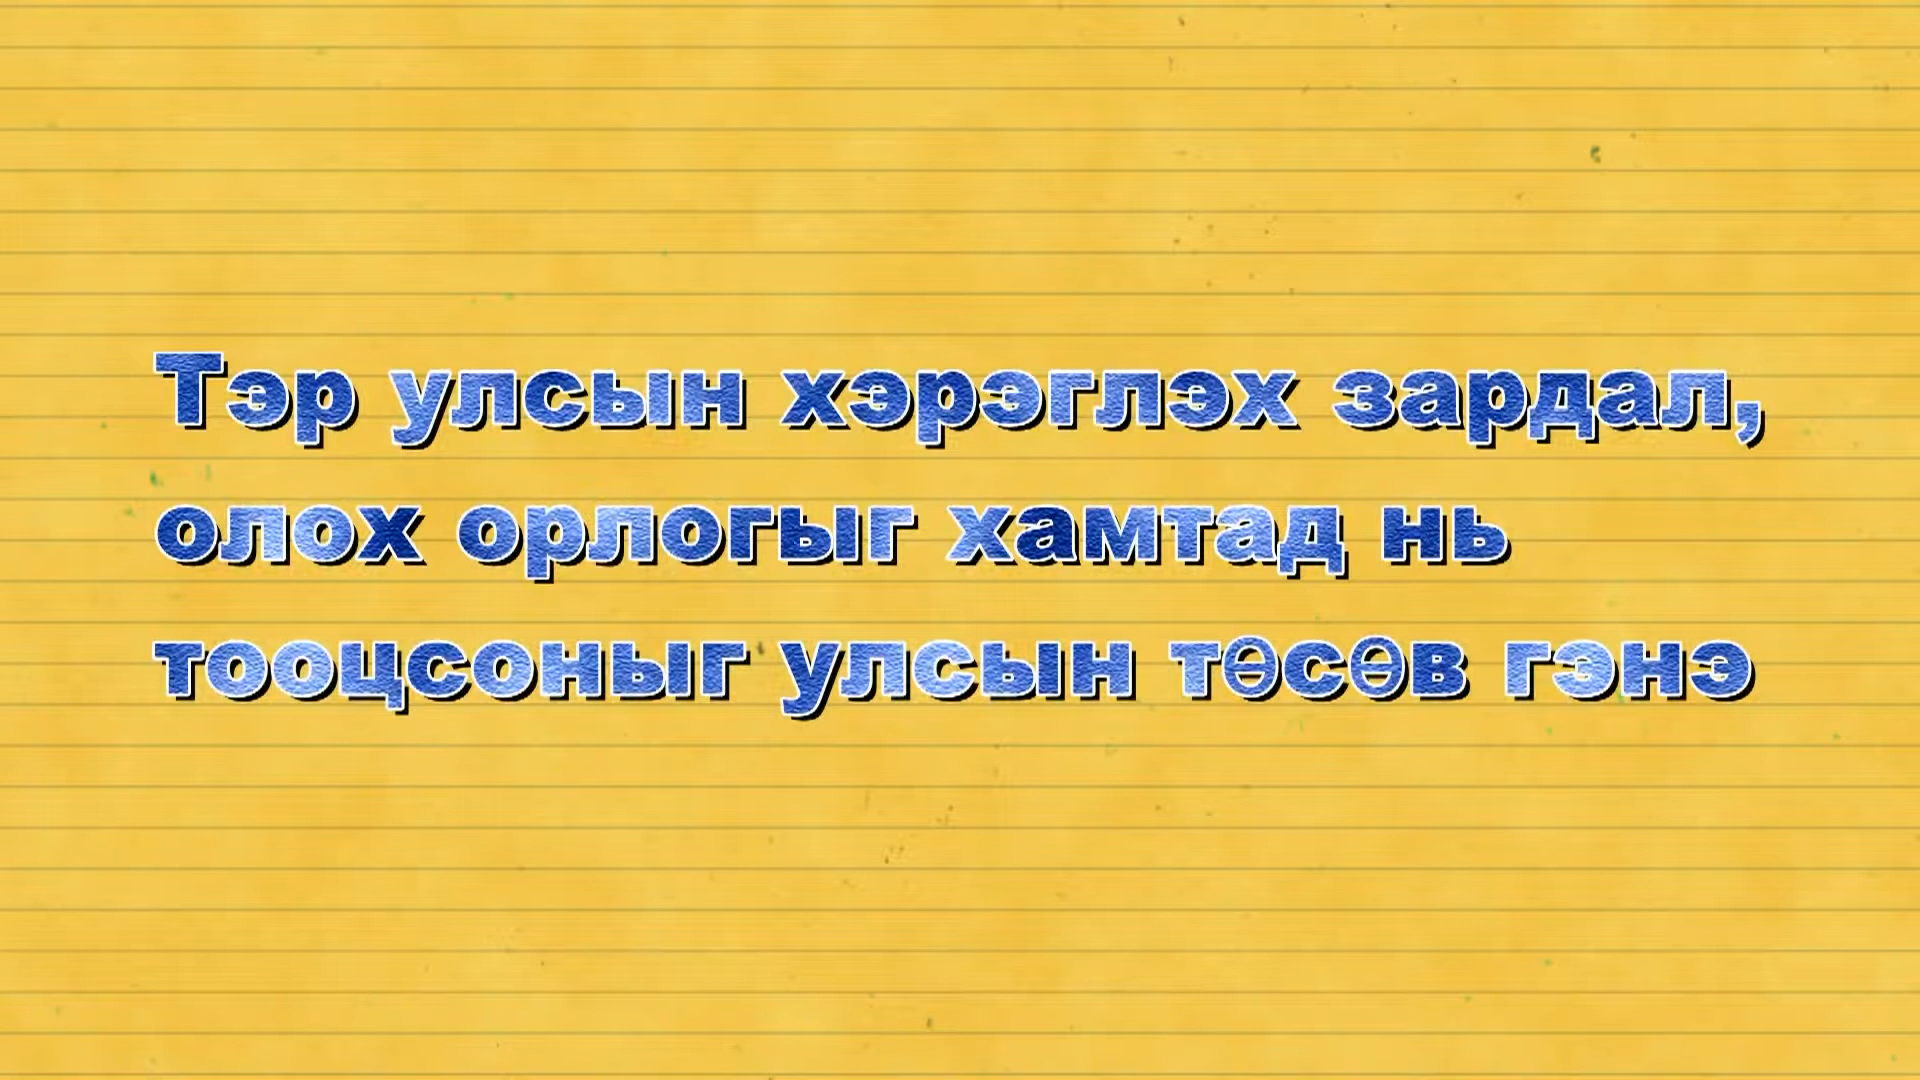 Тэр улсын хэрэглэх зардал,
олох орлогыг хамтад нь
тооцсоныг улсын төсөв гэнэ